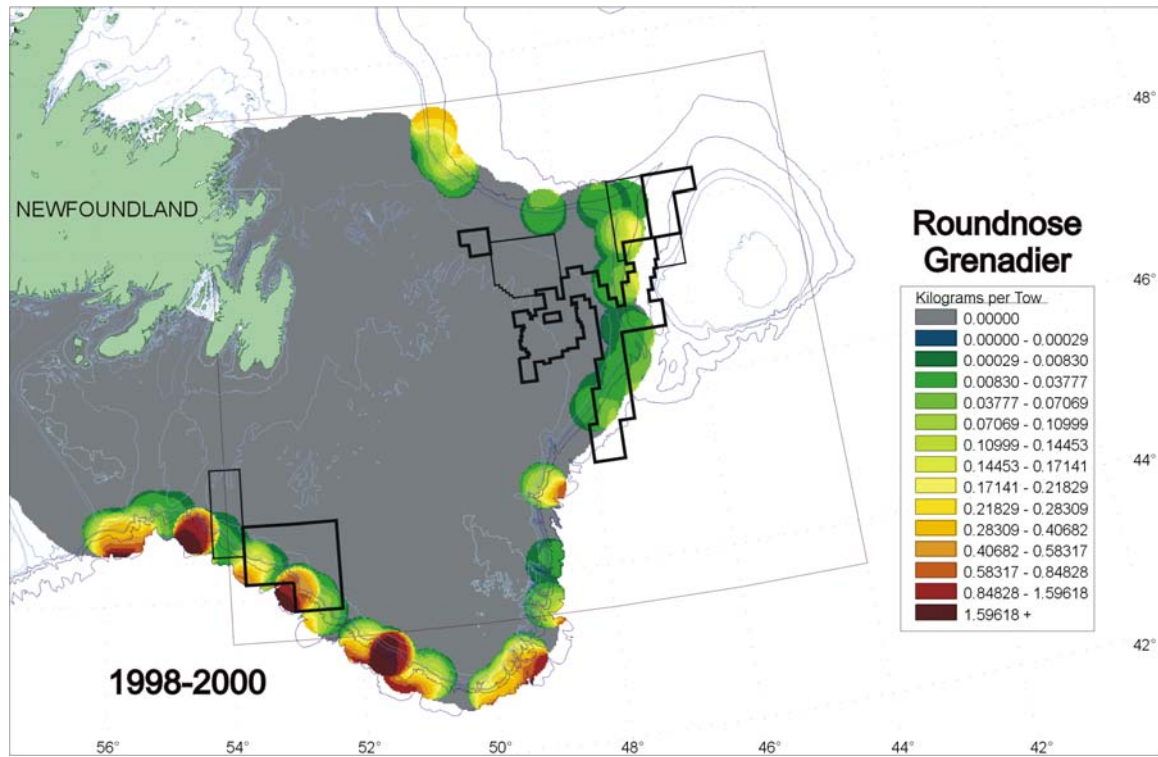 NEWFOUNDLAND
48°
46°
44°
42°
Roundnose
Grenadier
Kilograms per Tow
0.00000
0.00000 - 0.00029
0.00029 - 0.00830
0.00830 - 0.03777
0.03777 - 0.07069
0.07069 - 0.10999
0.10999 - 0.14453
0.14453 - 0.17141
0.17141 - 0.21829
0.21829 - 0.28309
0.28309 - 0.40682
0.40682 - 0.58317
0.58317 - 0.84828
0.84828 - 1.59618
1.59618 +
1998-2000
56° 54° 52° 50° 48° 46° 44° 42°